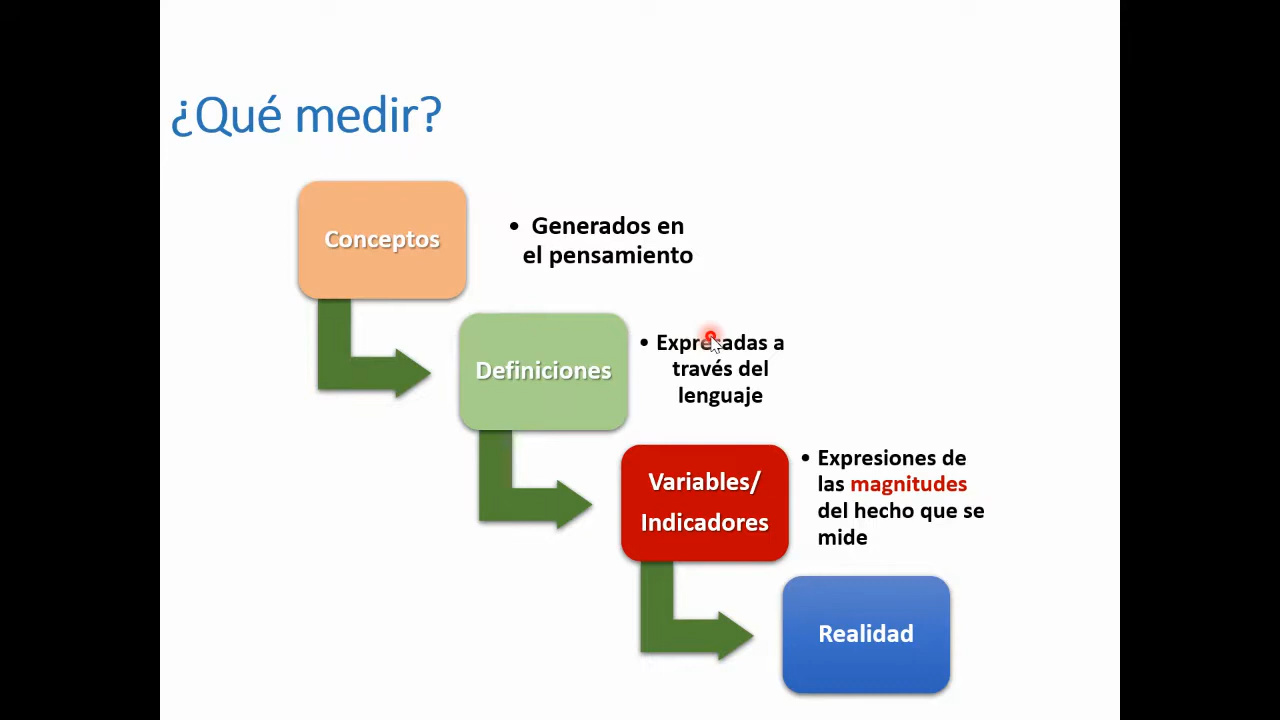 ¿Qué medir?
Conceptos
• Generados en
el pensamiento
Definiciones
• Expresadas a
través del
lenguaje
Variables/
Indicadores
• Expresiones de
las magnitudes
del hecho que se
mide
Realidad